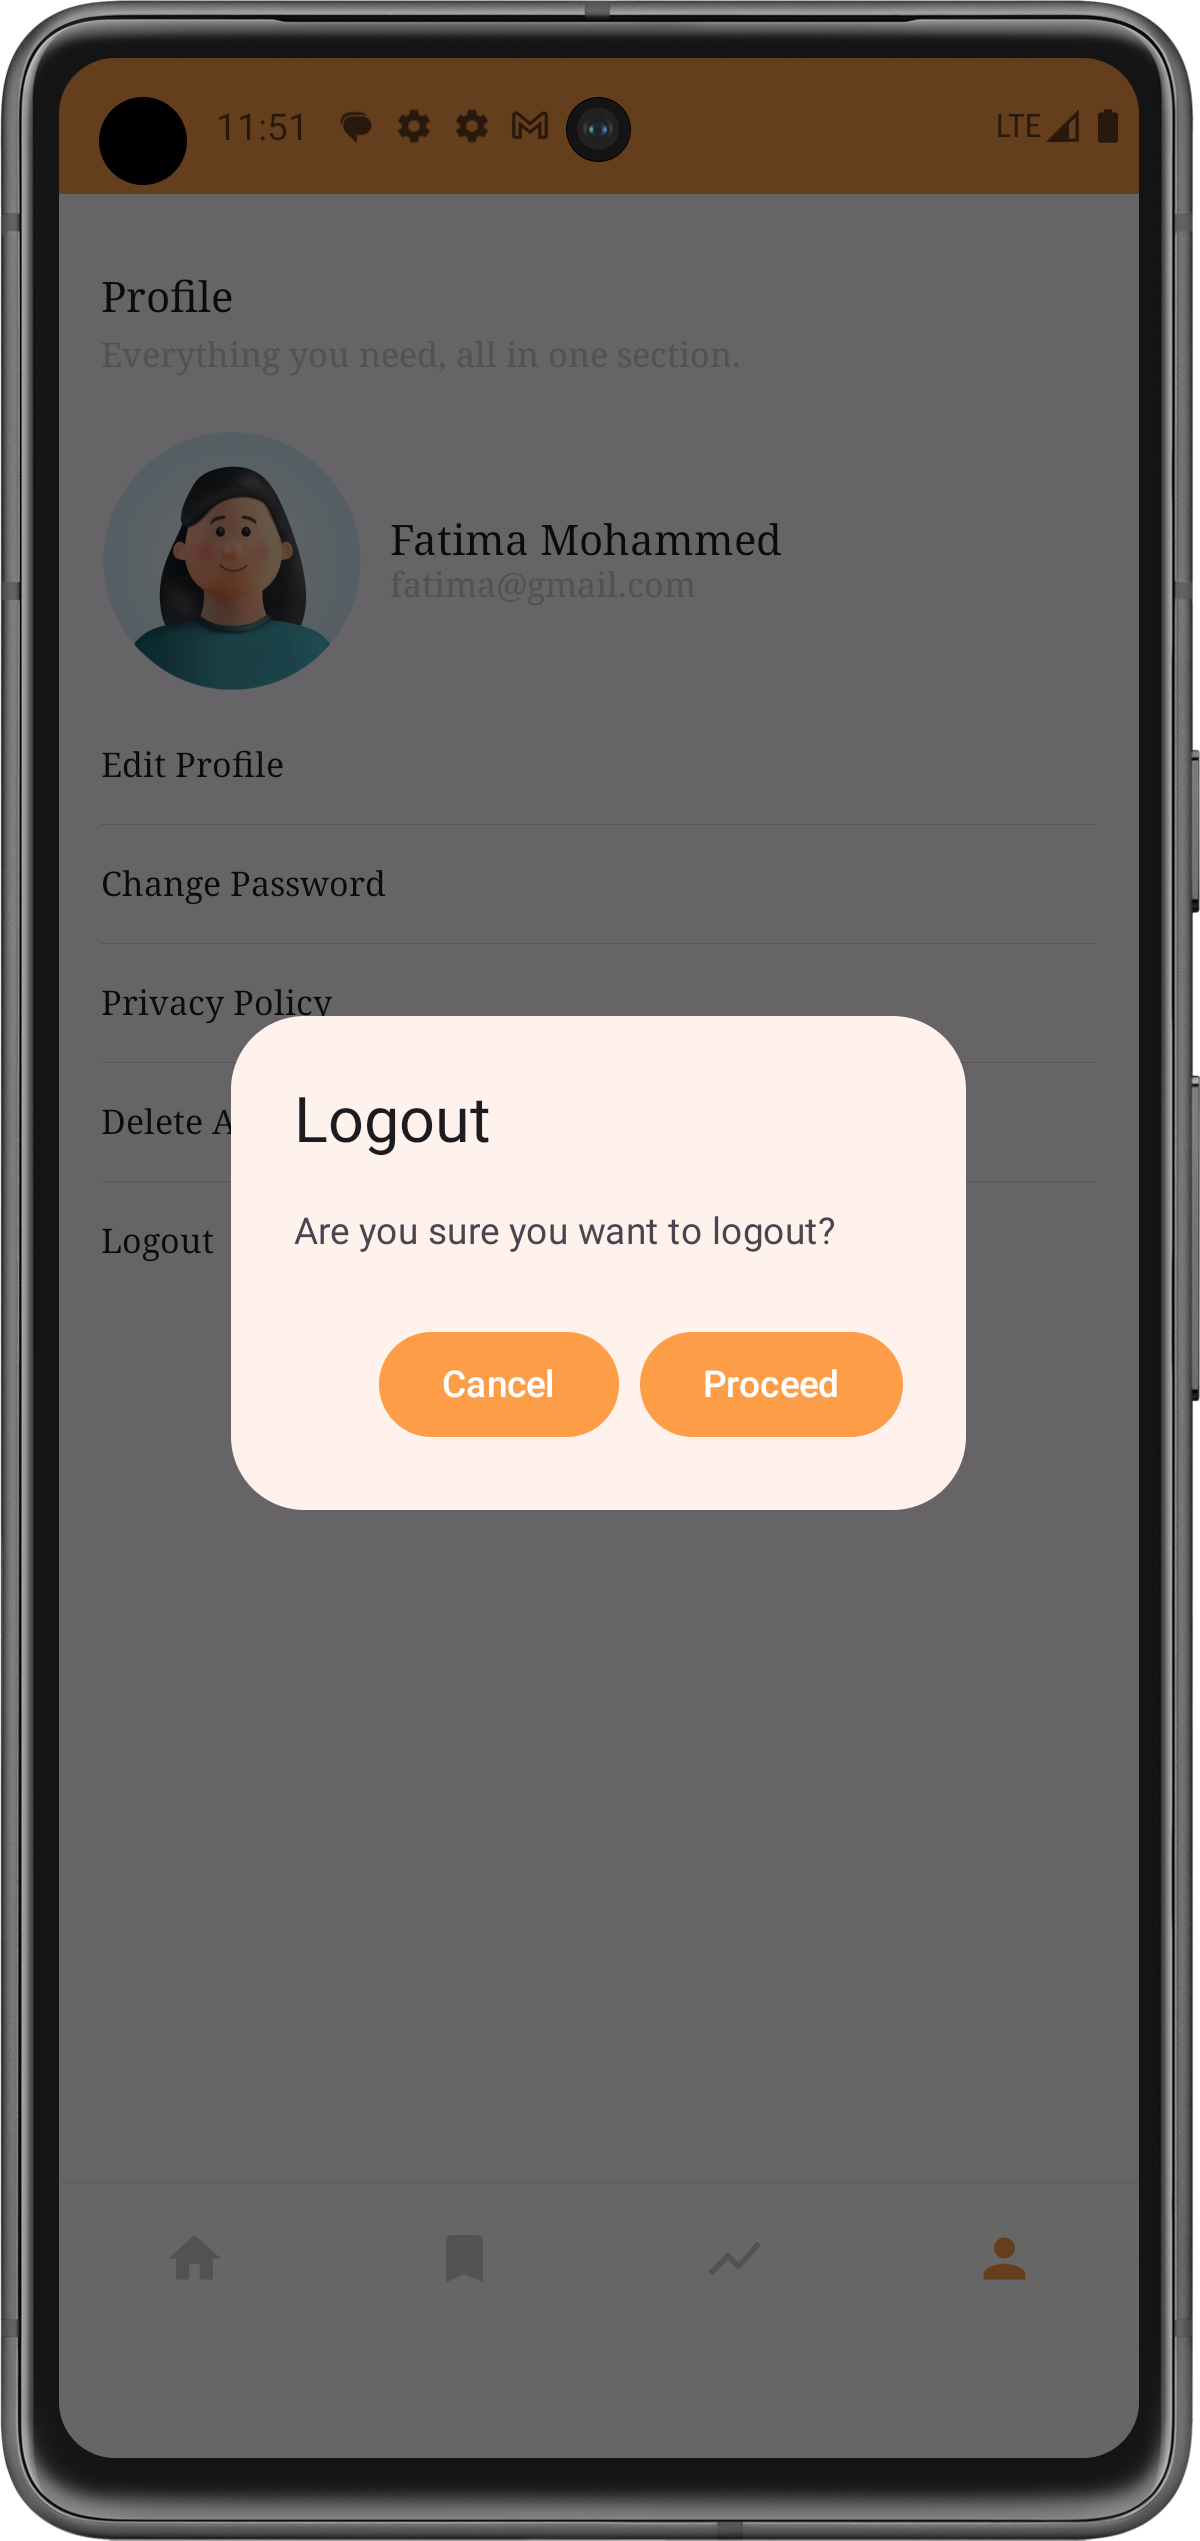 11:51
LTE
Profile
Everything you need, all in one section.
Fatima Mohammed
fatima@gmail.com
Edit Profile
Change Password
Privacy Policy
Delete A
Logout
Logout
Are you sure you want to logout?
Cancel
Proceed